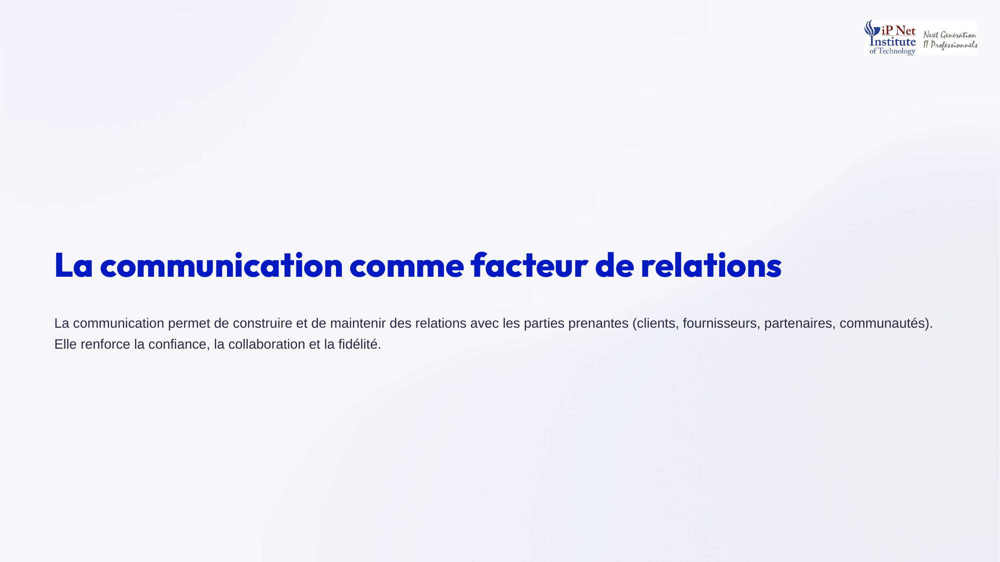 iP Net
Institute
of Technology
Next Generation
IT Professionnels
La communication comme facteur de relations
La communication permet de construire et de maintenir des relations avec les parties prenantes (clients, fournisseurs, partenaires, communautés).
Elle renforce la confiance, la collaboration et la fidélité.